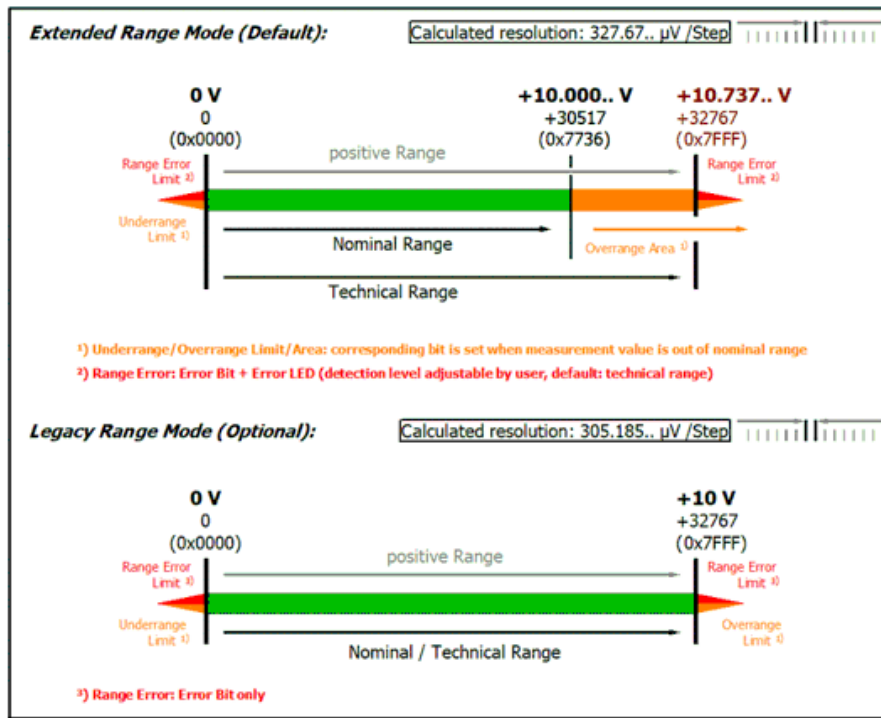 Extended Range Mode (Default):
Calculated resolution: 327.67.. µV /Step
0 V
+10.000.. V
+10.737.. V
0
+30517
+32767
(0x0000)
(0x7736)
(0x7FFF)
Range Error
Limit ²⁾
positive Range
Range Error
Limit ²⁾
Underrange
Limit ¹⁾
Nominal Range
Overrange Area ¹⁾
Technical Range
¹⁾ Underrange/Overrange Limit/Area: corresponding bit is set when measurement value is out of nominal range
²⁾ Range Error: Error Bit + Error LED (detection level adjustable by user, default: technical range)
Legacy Range Mode (Optional):
Calculated resolution: 305.185.. µV /Step
0 V
+10 V
0
+32767
(0x0000)
(0x7FFF)
Range Error
Limit ³⁾
positive Range
Range Error
Limit ³⁾
Underrange
Limit ¹⁾
Overrange
Limit ¹⁾
Nominal / Technical Range
³⁾ Range Error: Error Bit only